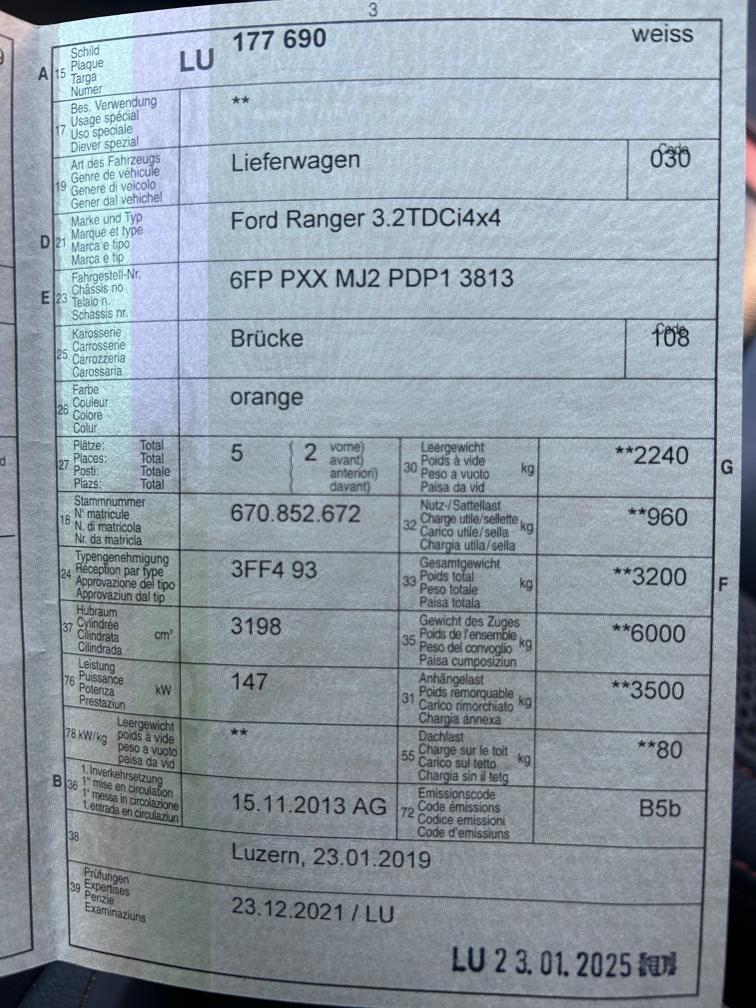 3
A 15 Schild Plaque Targa Numer LU 177 690 weiss
17 Bes. Verwendung Usage spécial Uso speciale Diever spezial **
19 Art des Fahrzeugs Genre de véhicule Genere di veicolo Gener dal vehichel Lieferwagen Code 030
D 21 Marke und Typ Marque et type Marca e tipo Marca e tip Ford Ranger 3.2TDCi4x4
E 23 Fahrgestell-Nr. Châssis no Telaio n. Schassis nr. 6FP PXX MJ2 PDP1 3813
25 Karosserie Carrosserie Carrozzeria Carossaria Brücke Code 108
26 Farbe Couleur Colore Colur orange
27 Plätze: Total Places: Total Posti: Totale Plazs: Total 5 2 vorne) avant) anteriori) davant) 30 Leergewicht Poids à vide Peso a vuoto Paisa da vid kg **2240 G
18 Stammnummer N° matricule N. di matricola Nr. da matricla 670.852.672 32 Nutz-/Sattellast Charge utile/sellette Carico utile/sella Chargia utila/sella kg **960
24 Typengenehmigung Réception par type Approvazione del tipo Approvaziun dal tip 3FF4 93 33 Gesamtgewicht Poids total Peso totale Paisa totala kg **3200 F
37 Hubraum Cylindrée Cilindrata Cilindrada cm³ 3198 35 Gewicht des Zuges Poids de l'ensemble Peso del convoglio Paisa cumposiziun kg **6000
76 Leistung Puissance Potenza Prestaziun kW 147 31 Anhängelast Poids remorquable Carico rimorchiato Chargia annexa kg **3500
78 kW/kg Leergewicht poids à vide peso a vuoto paisa da vid ** 55 Dachlast Charge sur le toit Carico sul tetto Chargia sin il tetg kg **80
B 36 1. Inverkehrsetzung 1re mise en circulation 1a messa in circolazione 1. entrada en circulaziun 15.11.2013 AG 72 Emissionscode Code émissions Codice emissioni Code d'emissiuns B5b
38 Luzern, 23.01.2019
39 Prüfungen Expertises Perizie Examinaziuns 23.12.2021 / LU
LU 2 3. 01. 2025